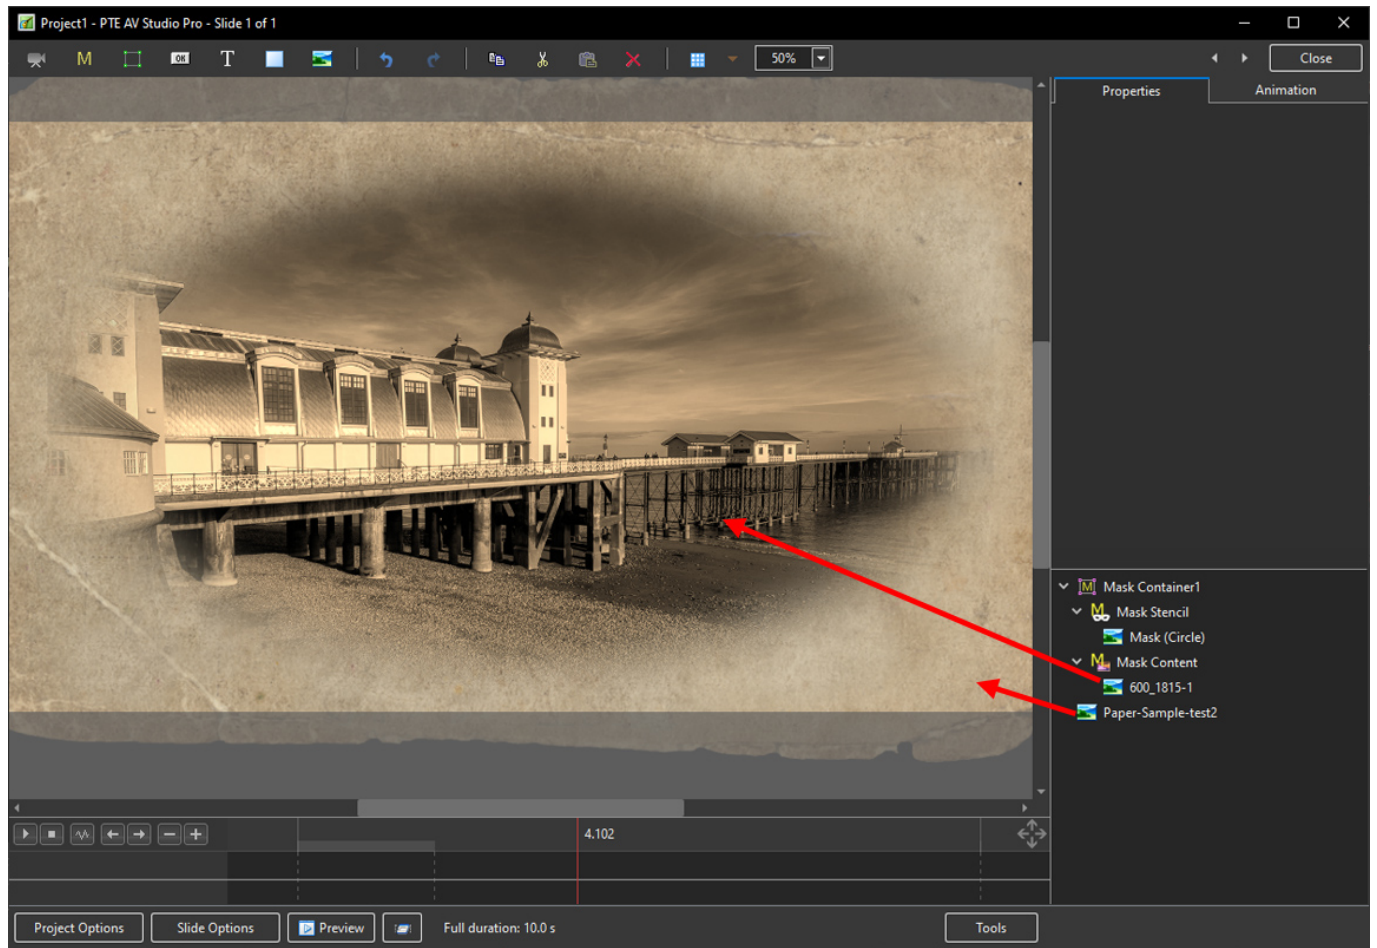 Project1 - PTE AV Studio Pro - Slide 1 of 1
M OK T 50% Close
Properties Animation
Mask Container1
Mask Stencil
Mask (Circle)
Mask Content
600_1815-1
Paper-Sample-test2
4.102
Project Options Slide Options Preview Full duration: 10.0 s Tools